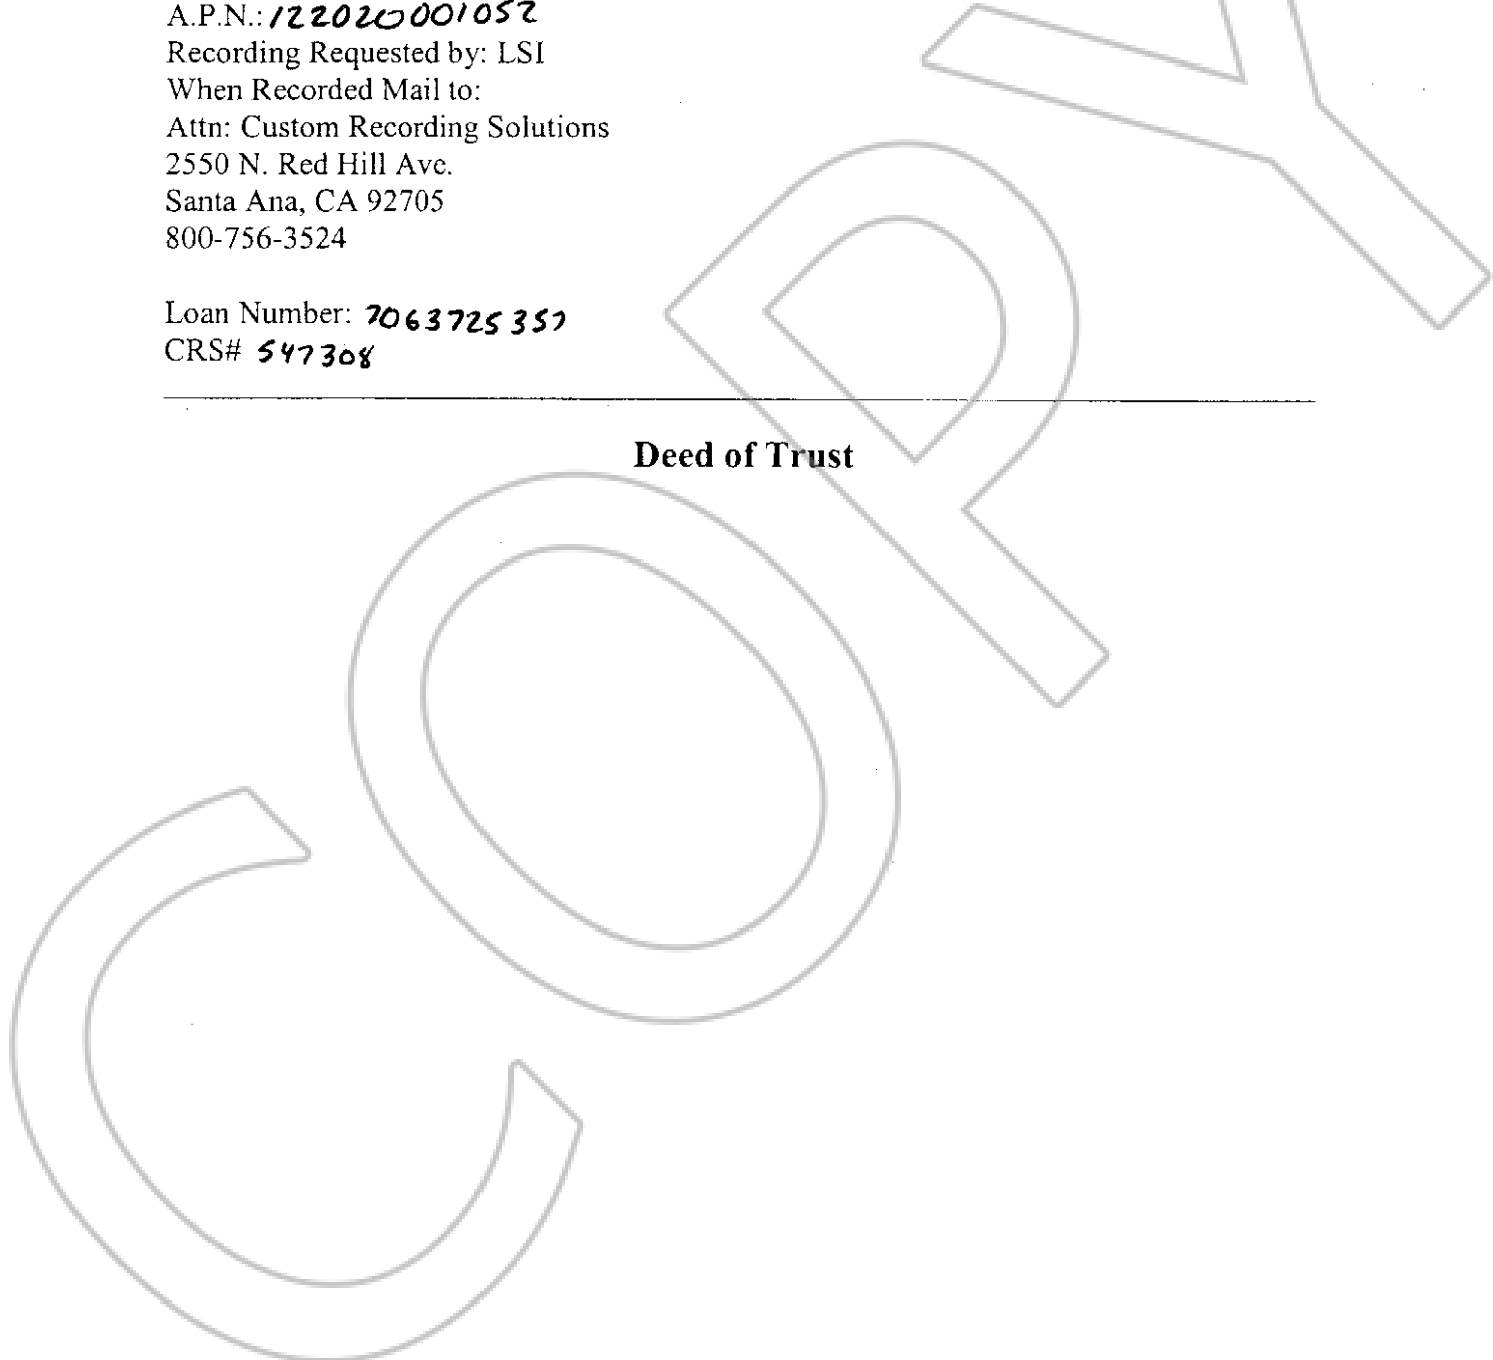 A.P.N.: 122020001052
Recording Requested by: LSI
When Recorded Mail to:
Attn: Custom Recording Solutions
2550 N. Red Hill Ave.
Santa Ana, CA 92705
800-756-3524
Loan Number: 7063725357
CRS# 547308
Deed of Trust
COPY